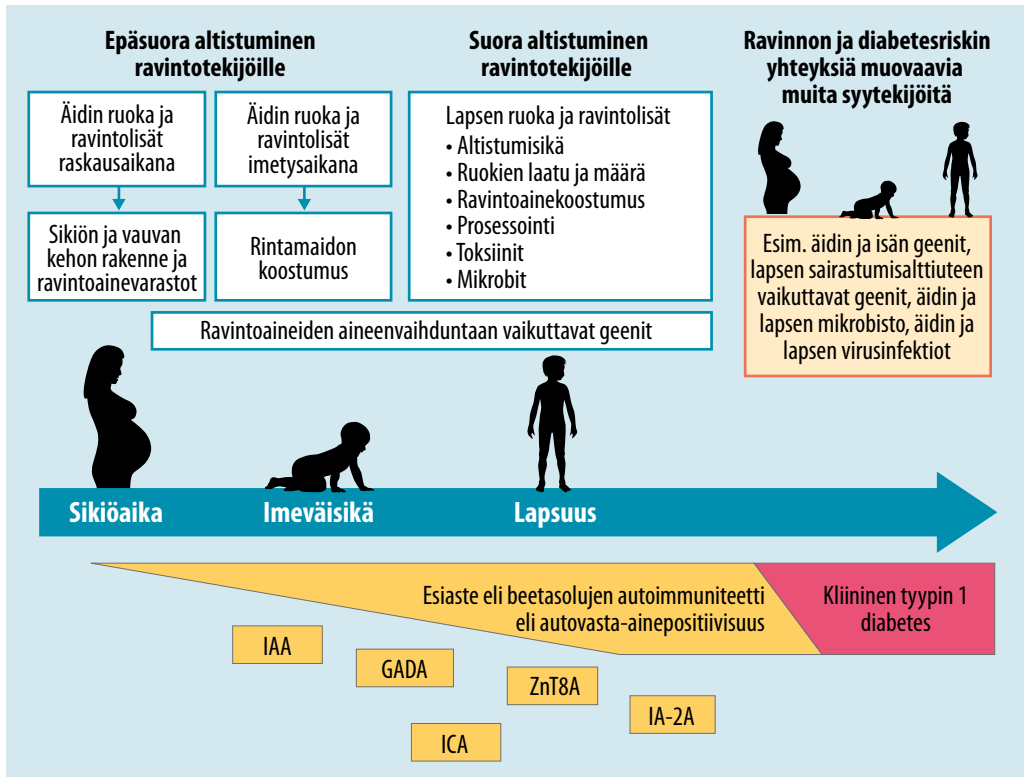 Epäsuora altistuminen
ravintotekijöille
Äidin ruoka ja
ravintolisät
raskausaikana
Sikiön ja vauvan
kehon rakenne ja
ravintoainevarastot
Äidin ruoka ja
ravintolisät
imetysaikana
Rintamaidon
koostumus
Suora altistuminen
ravintotekijöille
Lapsen ruoka ja ravintolisät
• Altistumisikä
• Ruokien laatu ja määrä
• Ravintoainekoostumus
• Prosessointi
• Toksiinit
• Mikrobit
Ravintoaineiden aineenvaihduntaan vaikuttavat geenit
Ravinnon ja diabetesriskin
yhteyksiä muovaavia
muita syytekijöitä
Esim. äidin ja isän geenit,
lapsen sairastumisalttiuteen
vaikuttavat geenit, äidin ja
lapsen mikrobisto, äidin ja
lapsen virusinfektiot
Sikiöaika
Imeväisikä
Lapsuus
Esiaste eli beetasolujen autoimmuniteetti
eli autovasta-ainepositiivisuus
Kliininen tyypin 1
diabetes
IAA
GADA
ZnT8A
IA-2A
ICA